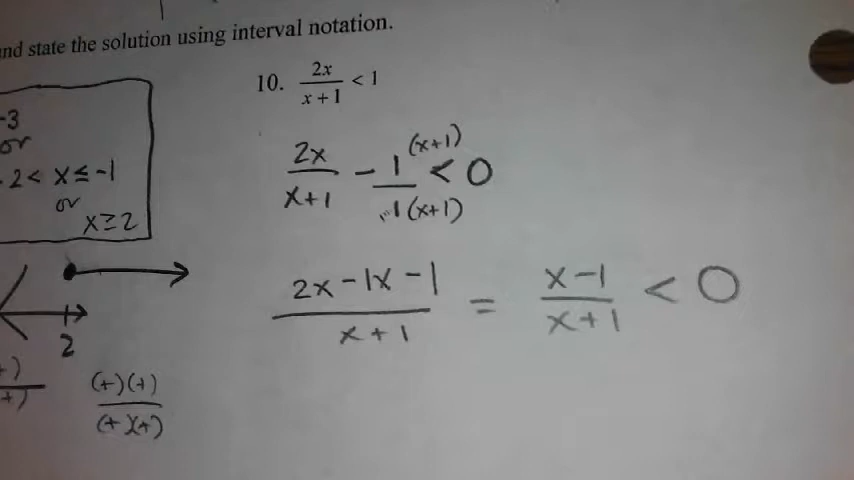 nd state the solution using interval notation.
-3
or
2 < x ≤ -1
or
x ≥ 2
2
(+)(+)
(+)(+)
10. 2x/(x + 1) < 1
2x/(x+1) - 1(x+1)/1(x+1) < 0
(2x - 1x - 1)/(x + 1) = (x - 1)/(x + 1) < 0